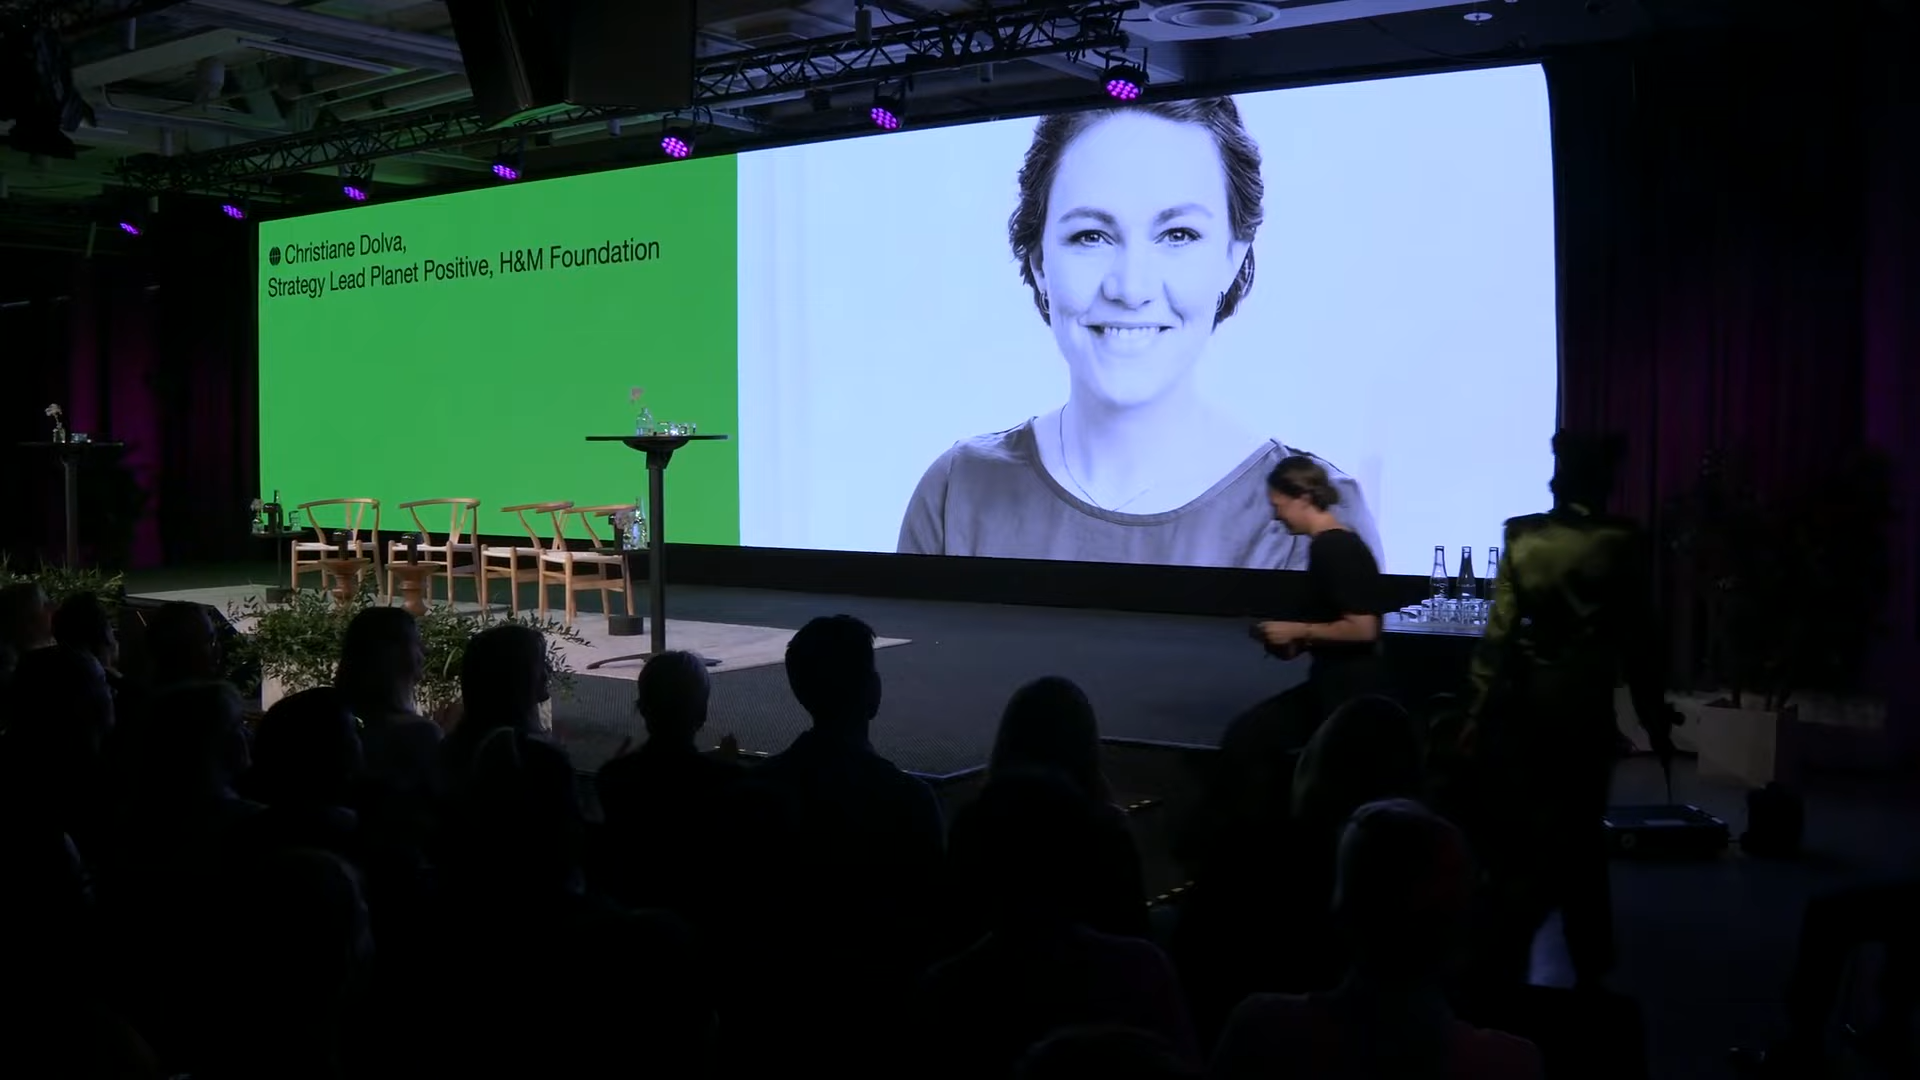 Christiane Dolva,
Strategy Lead Planet Positive, H&M Foundation